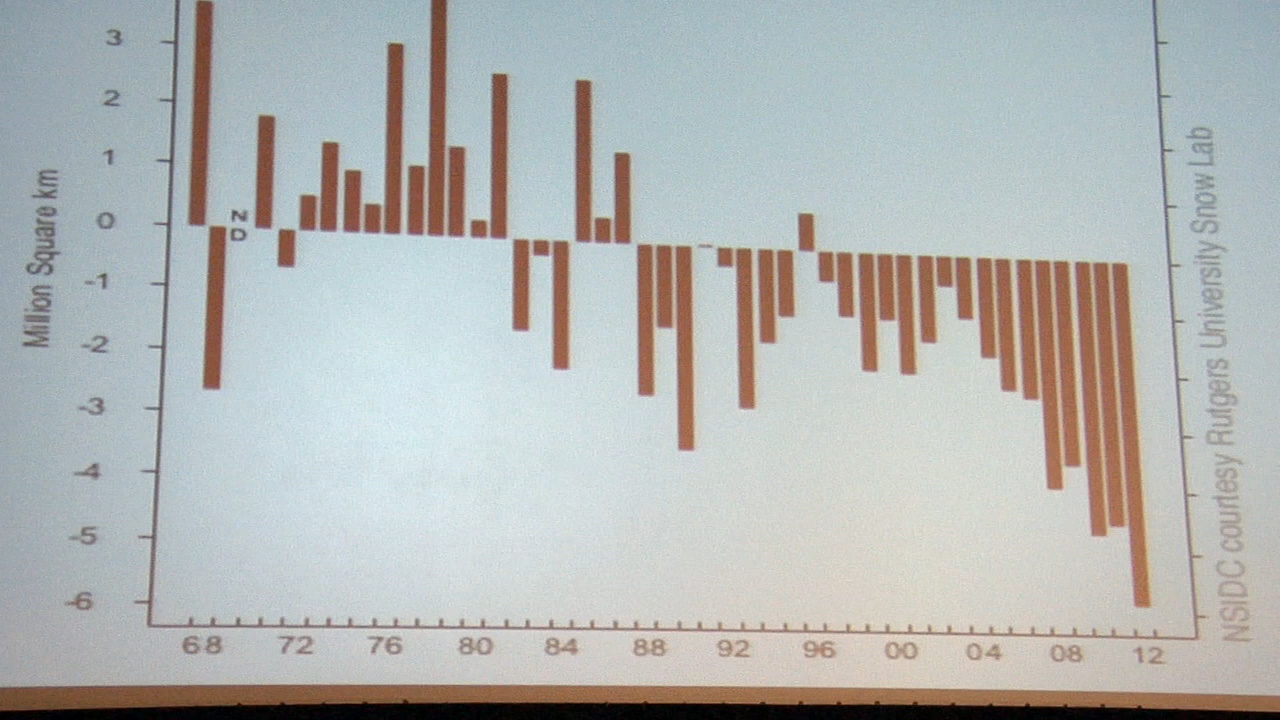 3
2
1
0
-1
-2
-3
-4
-5
-6
Million Square km
N
D
68 72 76 80 84 88 92 96 00 04 08 12
NSIDC courtesy Rutgers University Snow Lab